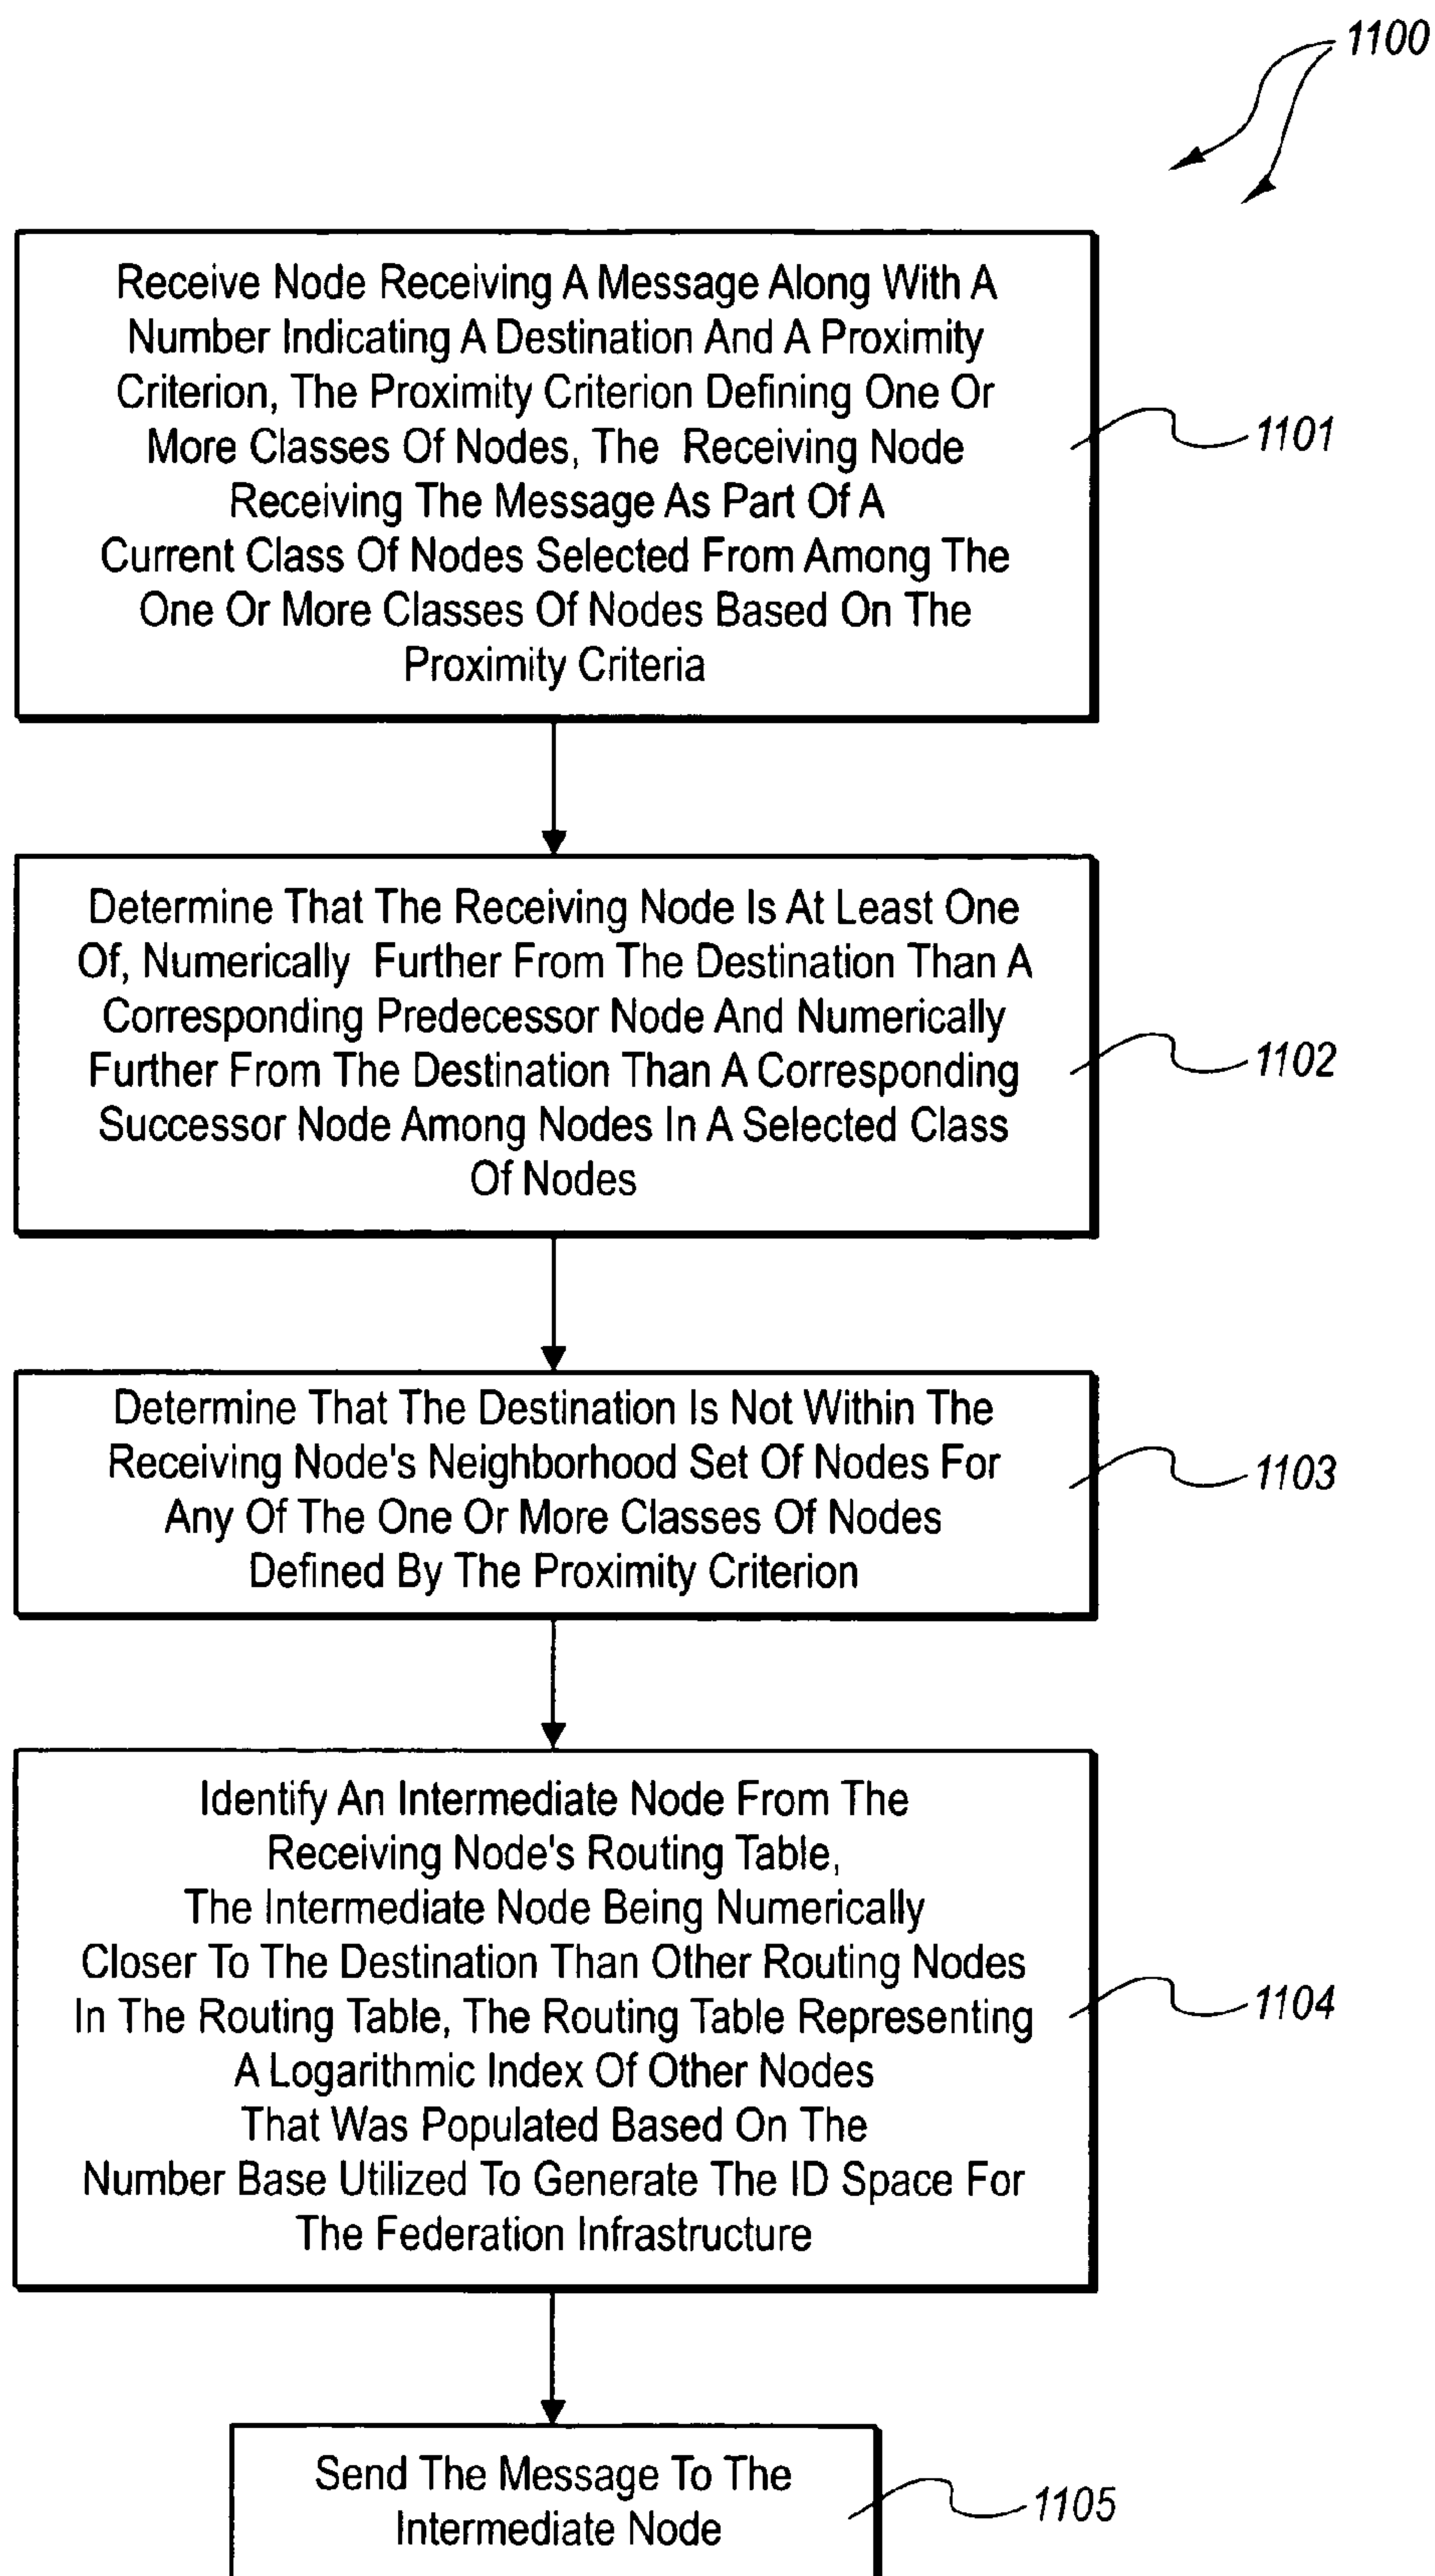 1100
Receive Node Receiving A Message Along With A
Number Indicating A Destination And A Proximity
Criterion, The Proximity Criterion Defining One Or
More Classes Of Nodes, The Receiving Node
Receiving The Message As Part Of A
Current Class Of Nodes Selected From Among The
One Or More Classes Of Nodes Based On The
Proximity Criteria
1101
Determine That The Receiving Node Is At Least One
Of, Numerically Further From The Destination Than A
Corresponding Predecessor Node And Numerically
Further From The Destination Than A Corresponding
Successor Node Among Nodes In A Selected Class
Of Nodes
1102
Determine That The Destination Is Not Within The
Receiving Node's Neighborhood Set Of Nodes For
Any Of The One Or More Classes Of Nodes
Defined By The Proximity Criterion
1103
Identify An Intermediate Node From The
Receiving Node's Routing Table,
The Intermediate Node Being Numerically
Closer To The Destination Than Other Routing Nodes
In The Routing Table, The Routing Table Representing
A Logarithmic Index Of Other Nodes
That Was Populated Based On The
Number Base Utilized To Generate The ID Space For
The Federation Infrastructure
1104
Send The Message To The
Intermediate Node
1105